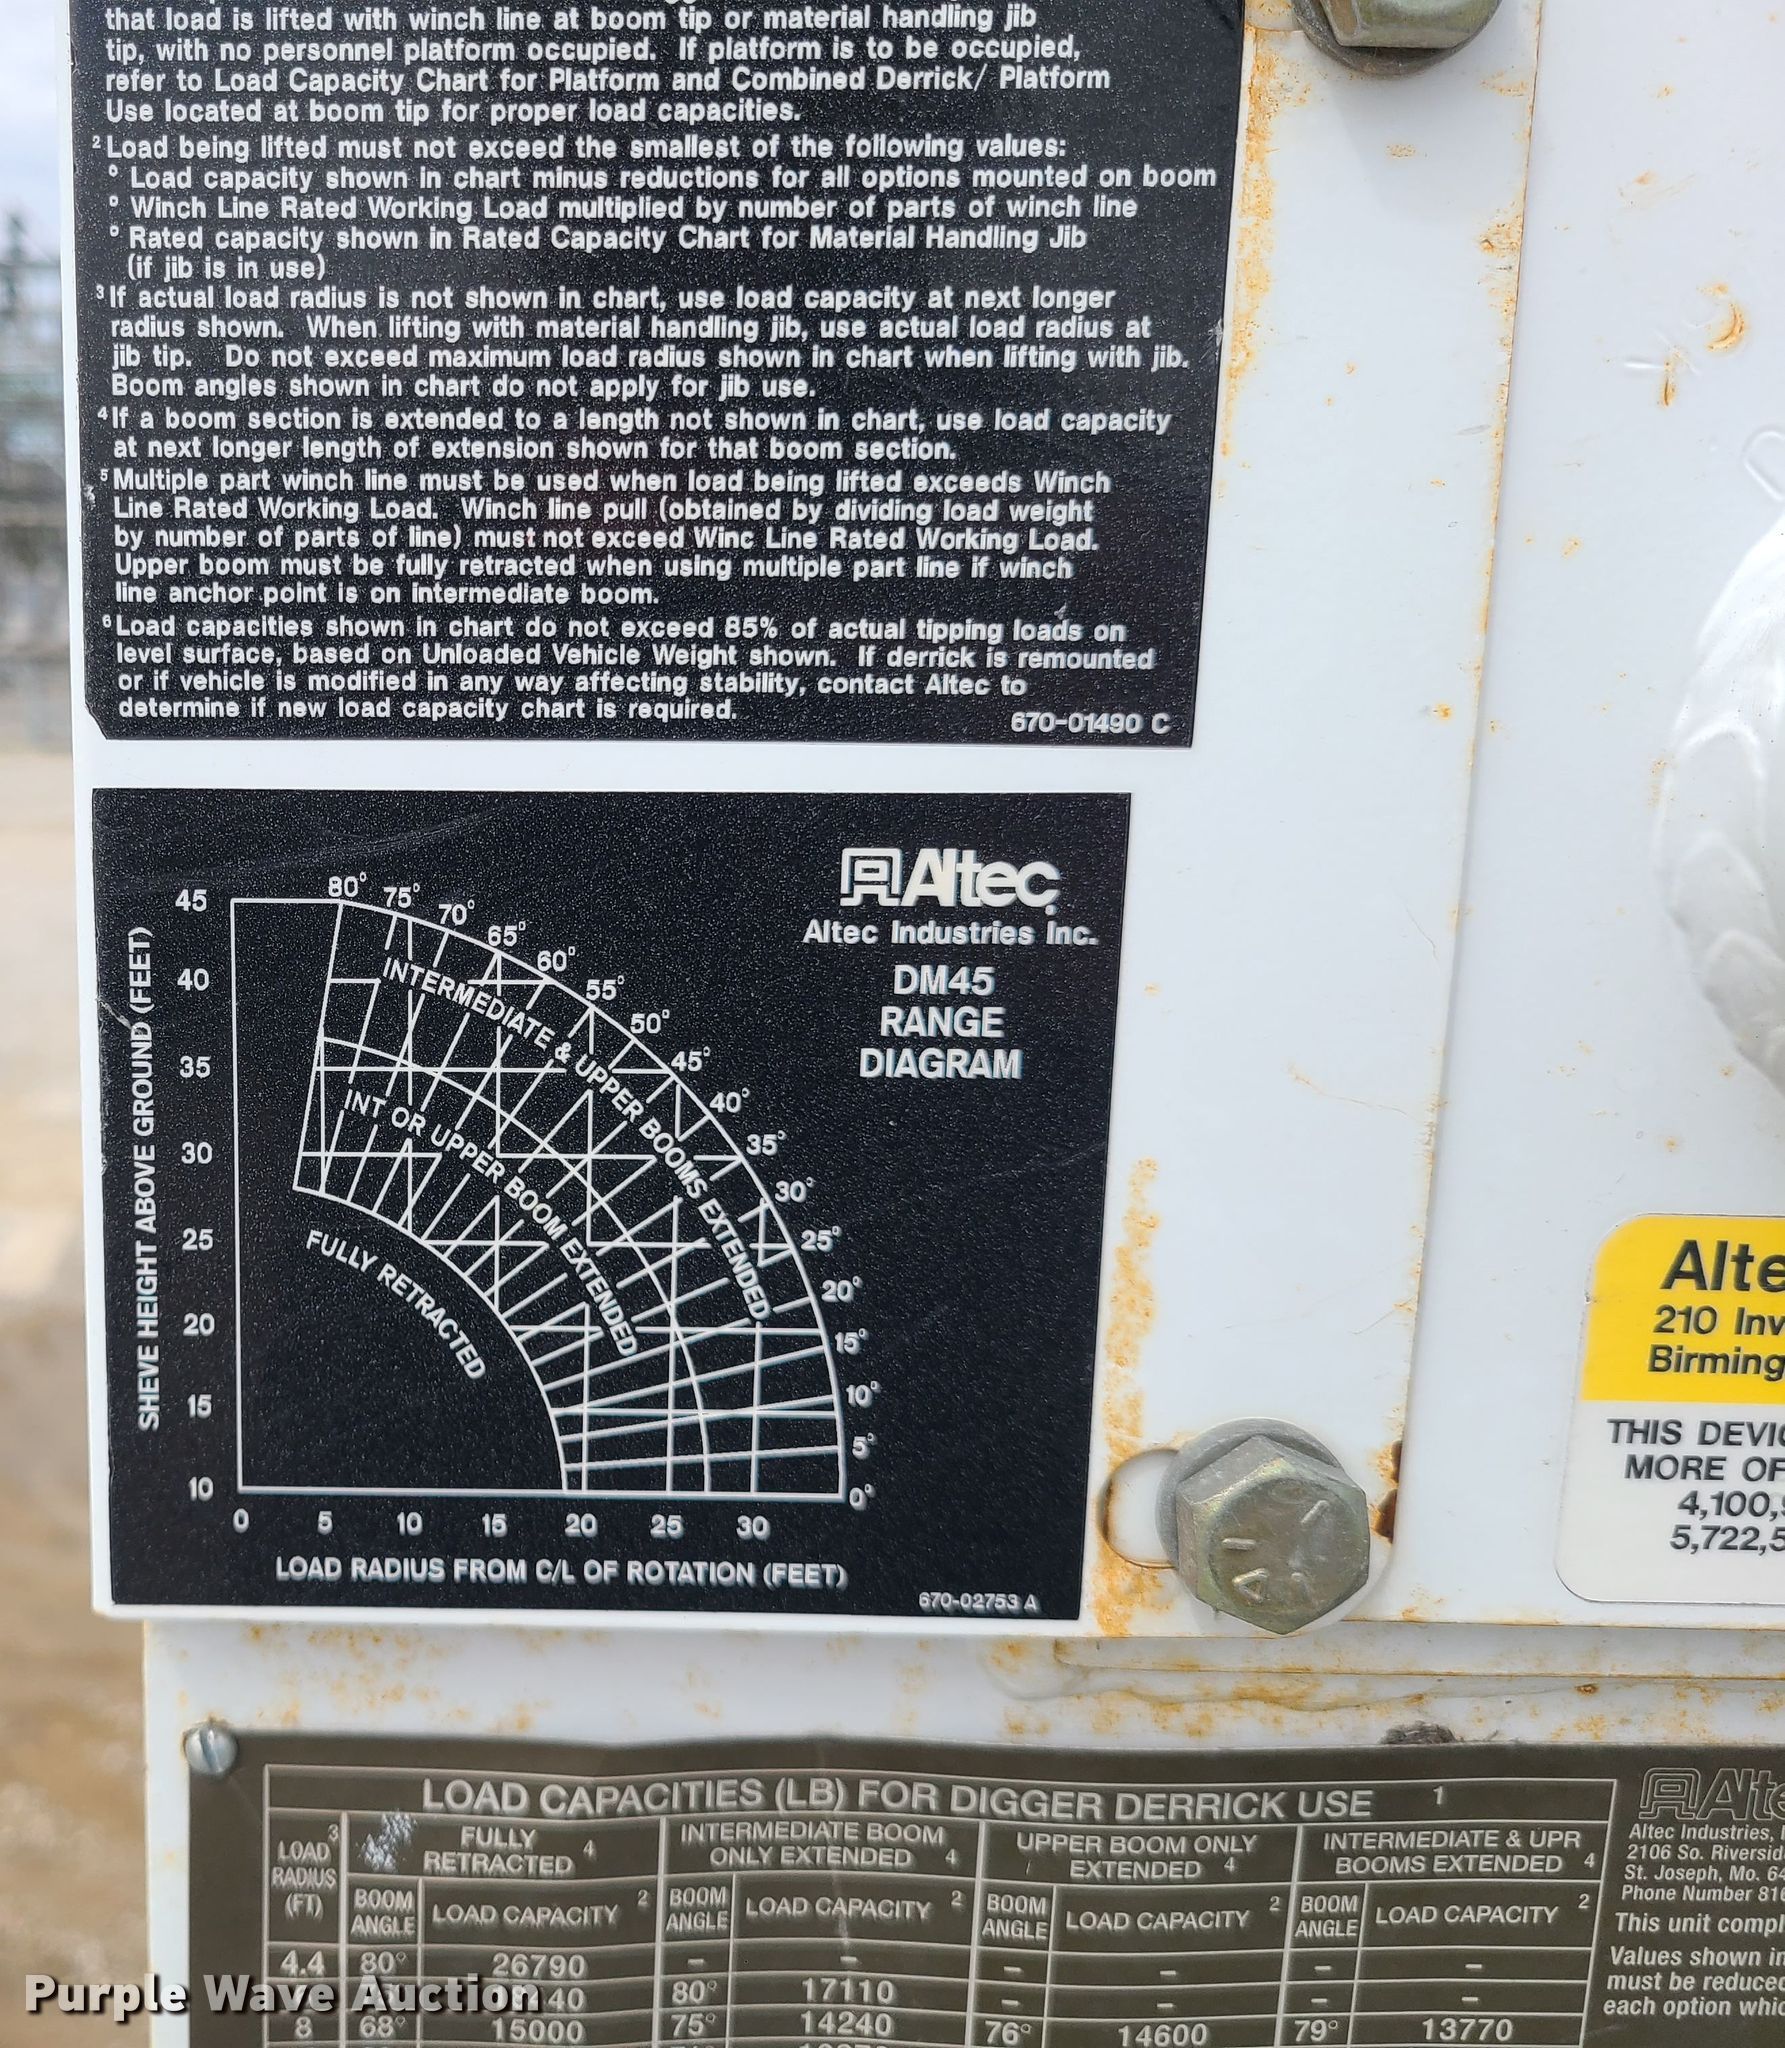 that load is lifted with winch line at boom tip or material handling jib
tip, with no personnel platform occupied. If platform is to be occupied,
refer to Load Capacity Chart for Platform and Combined Derrick/ Platform
Use located at boom tip for proper load capacities.
2 Load being lifted must not exceed the smallest of the following values:
° Load capacity shown in chart minus reductions for all options mounted on boom
° Winch Line Rated Working Load multiplied by number of parts of winch line
° Rated capacity shown in Rated Capacity Chart for Material Handling Jib
(if jib is in use)
3 If actual load radius is not shown in chart, use load capacity at next longer
radius shown. When lifting with material handling jib, use actual load radius at
jib tip. Do not exceed maximum load radius shown in chart when lifting with jib.
Boom angles shown in chart do not apply for jib use.
4 If a boom section is extended to a length not shown in chart, use load capacity
at next longer length of extension shown for that boom section.
5 Multiple part winch line must be used when load being lifted exceeds Winch
Line Rated Working Load. Winch line pull (obtained by dividing load weight
by number of parts of line) must not exceed Winc Line Rated Working Load.
Upper boom must be fully retracted when using multiple part line if winch
line anchor point is on intermediate boom.
6 Load capacities shown in chart do not exceed 85% of actual tipping loads on
level surface, based on Unloaded Vehicle Weight shown. If derrick is remounted
or if vehicle is modified in any way affecting stability, contact Altec to
determine if new load capacity chart is required.
670-01490 C
Altec
Altec Industries Inc.
DM45
RANGE
DIAGRAM
SHEVE HEIGHT ABOVE GROUND (FEET)
45
40
35
30
25
20
15
10
80°
75°
70°
65°
60°
55°
50°
45°
40°
35°
30°
25°
20°
15°
10°
5°
0°
INTERMEDIATE & UPPER BOOMS EXTENDED
INT OR UPPER BOOM EXTENDED
FULLY RETRACTED
0 5 10 15 20 25 30
LOAD RADIUS FROM C/L OF ROTATION (FEET)
670-02753 A
210
Birming
THIS
MORE
4,100,
LOAD CAPACITIES (LB) FOR DIGGER DERRICK USE 1
LOAD 3 RADIUS (FT)
FULLY RETRACTED 4
INTERMEDIATE BOOM ONLY EXTENDED 4
UPPER BOOM ONLY EXTENDED 4
INTERMEDIATE & UPR BOOMS EXTENDED 4
BOOM ANGLE LOAD CAPACITY 2 BOOM ANGLE LOAD CAPACITY 2 BOOM ANGLE LOAD CAPACITY 2 BOOM ANGLE LOAD CAPACITY 2
4.4 80° 26790 - - - - - -
80° 17110 - - - -
8 68° 15000 75° 14240 76° 14600 79° 13770
Altec Industries,
2106 So.
St. Joseph, Mo.
Phone Number
This unit
Values shown in
must be reduced
each option
Purple Wave Auction